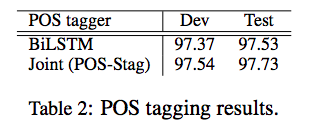 POS tagger Dev Test
BiLSTM 97.37 97.53
Joint (POS-Stag) 97.54 97.73
Table 2: POS tagging results.